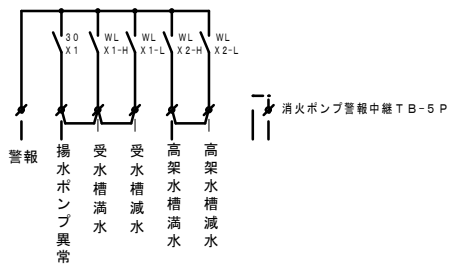 30
X1
WL
X1-H
WL
X1-L
WL
X2-H
WL
X2-L
消火ポンプ警報中継TB-5P
警報
揚水ポンプ異常
受水槽満水
受水槽減水
高架水槽満水
高架水槽減水